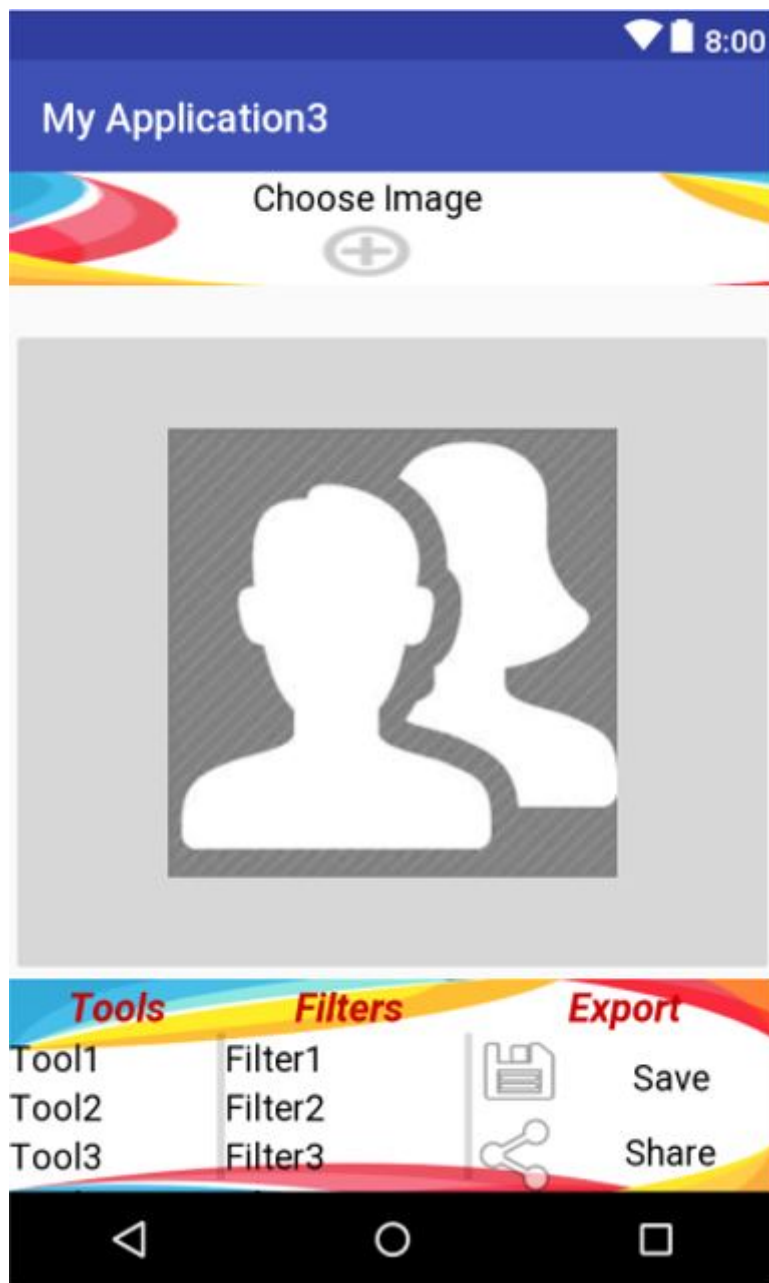 8:00
My Application3
Choose Image
Tools Filters Export
Tool1 Filter1 Save
Tool2 Filter2
Tool3 Filter3 Share